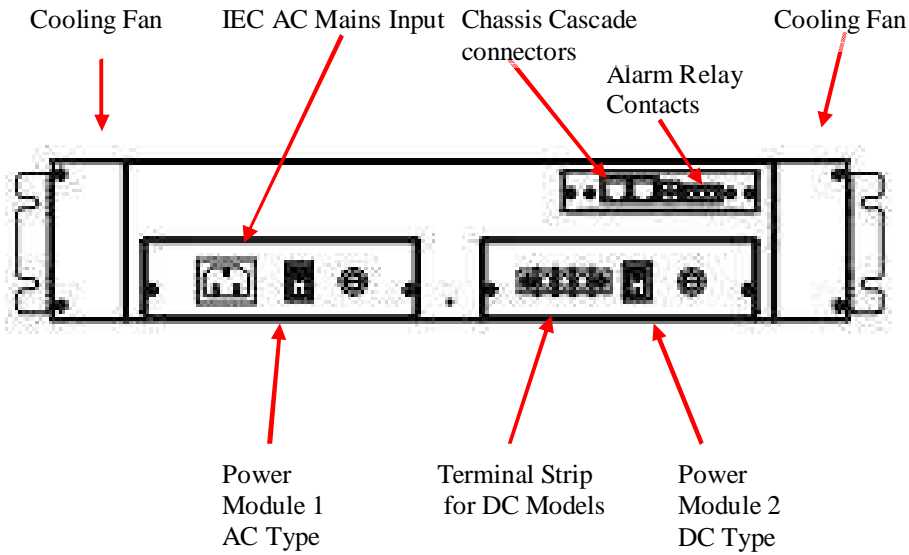 Cooling Fan
IEC AC Mains Input
Chassis Cascade
connectors
Cooling Fan
Alarm Relay
Contacts
Power
Module 1
AC Type
Terminal Strip
for DC Models
Power
Module 2
DC Type